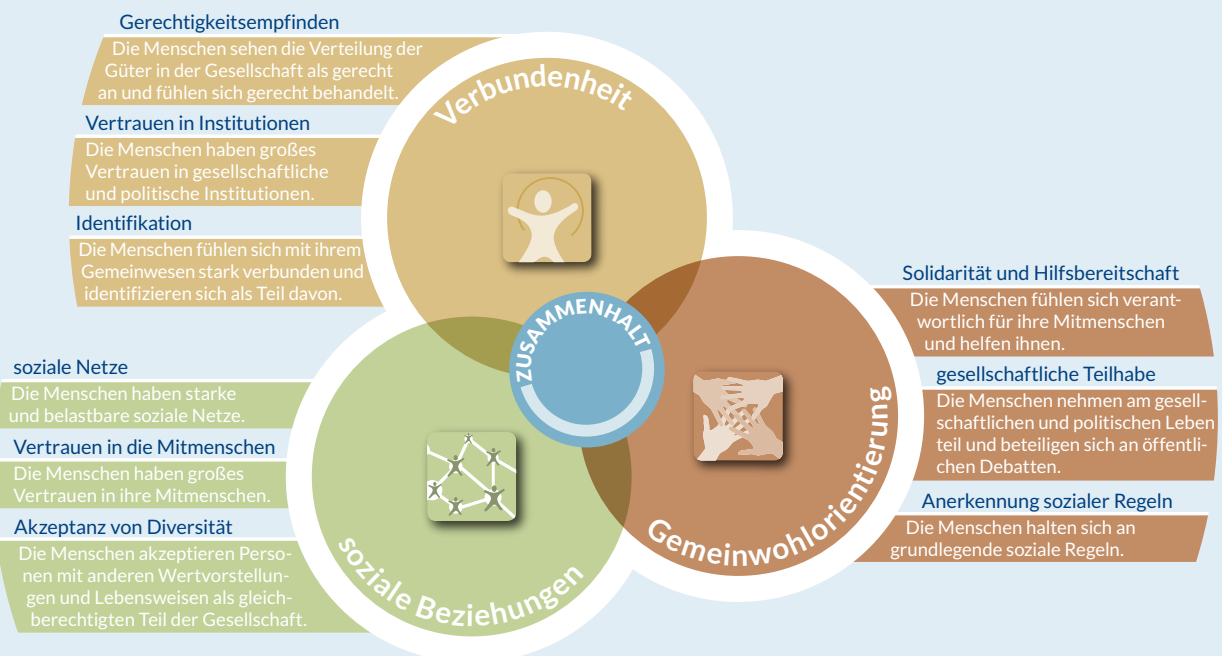 Gerechtigkeitsempfinden
Die Menschen sehen die Verteilung der
Güter in der Gesellschaft als gerecht
an und fühlen sich gerecht behandelt.
Vertrauen in Institutionen
Die Menschen haben großes
Vertrauen in gesellschaftliche
und politische Institutionen.
Identifikation
Die Menschen fühlen sich mit ihrem
Gemeinwesen stark verbunden und
identifizieren sich als Teil davon.
Verbundenheit
soziale Netze
Die Menschen haben starke
und belastbare soziale Netze.
Vertrauen in die Mitmenschen
Die Menschen haben großes
Vertrauen in ihre Mitmenschen.
Akzeptanz von Diversität
Die Menschen akzeptieren Perso-
nen mit anderen Wertvorstellun-
gen und Lebensweisen als gleich-
berechtigten Teil der Gesellschaft.
soziale Beziehungen
ZUSAMMENHALT
Gemeinwohlorientierung
Solidarität und Hilfsbereitschaft
Die Menschen fühlen sich verant-
wortlich für ihre Mitmenschen
und helfen ihnen.
gesellschaftliche Teilhabe
Die Menschen nehmen am gesell-
schaftlichen und politischen Leben
teil und beteiligen sich an öffentli-
chen Debatten.
Anerkennung sozialer Regeln
Die Menschen halten sich an
grundlegende soziale Regeln.